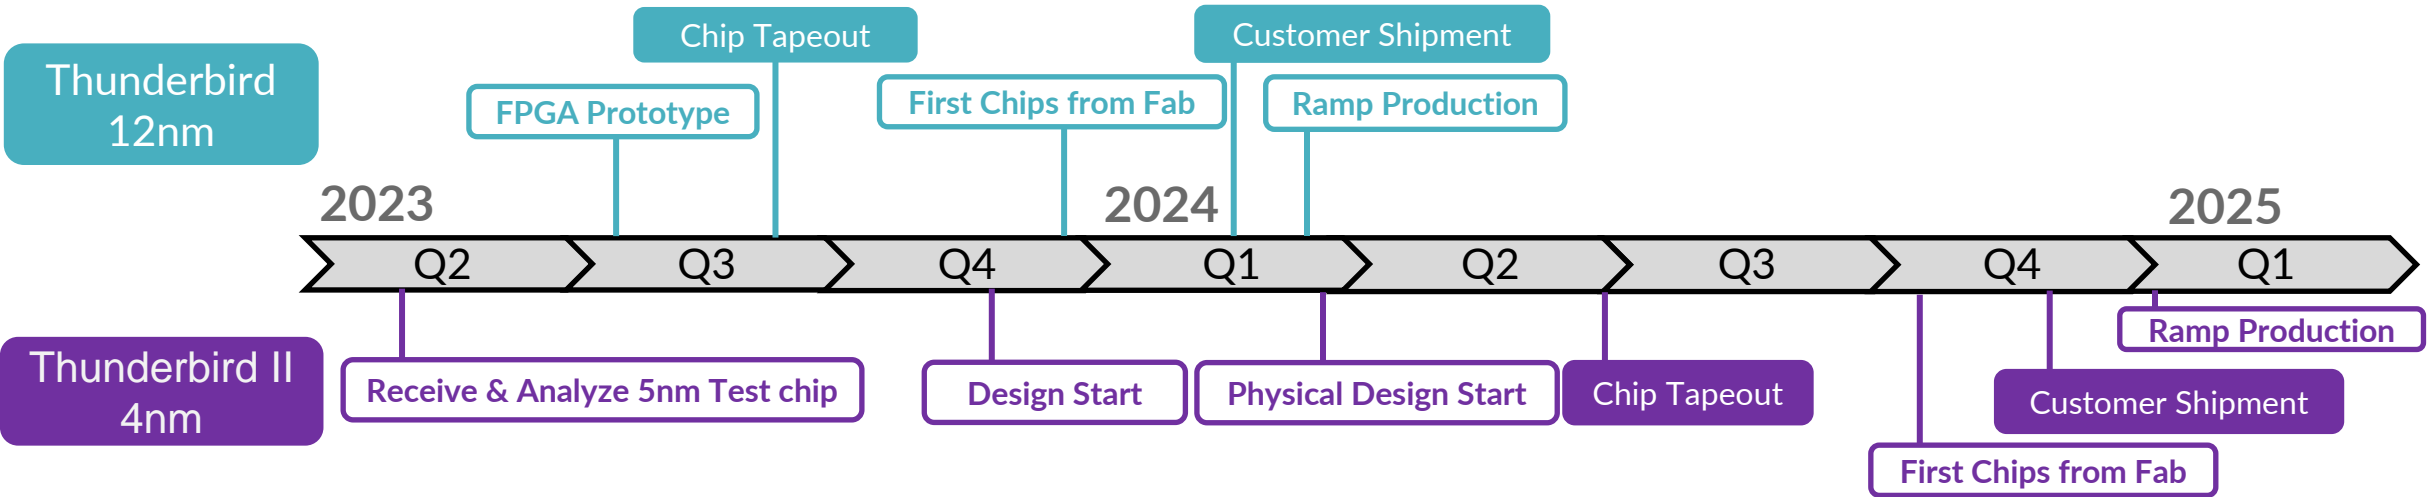 Thunderbird
12nm
Chip Tapeout
Customer Shipment
FPGA Prototype
First Chips from Fab
Ramp Production
2023
2024
2025
Q2
Q3
Q4
Q1
Q2
Q3
Q4
Q1
Thunderbird II
4nm
Receive & Analyze 5nm Test chip
Design Start
Physical Design Start
Chip Tapeout
Ramp Production
Customer Shipment
First Chips from Fab